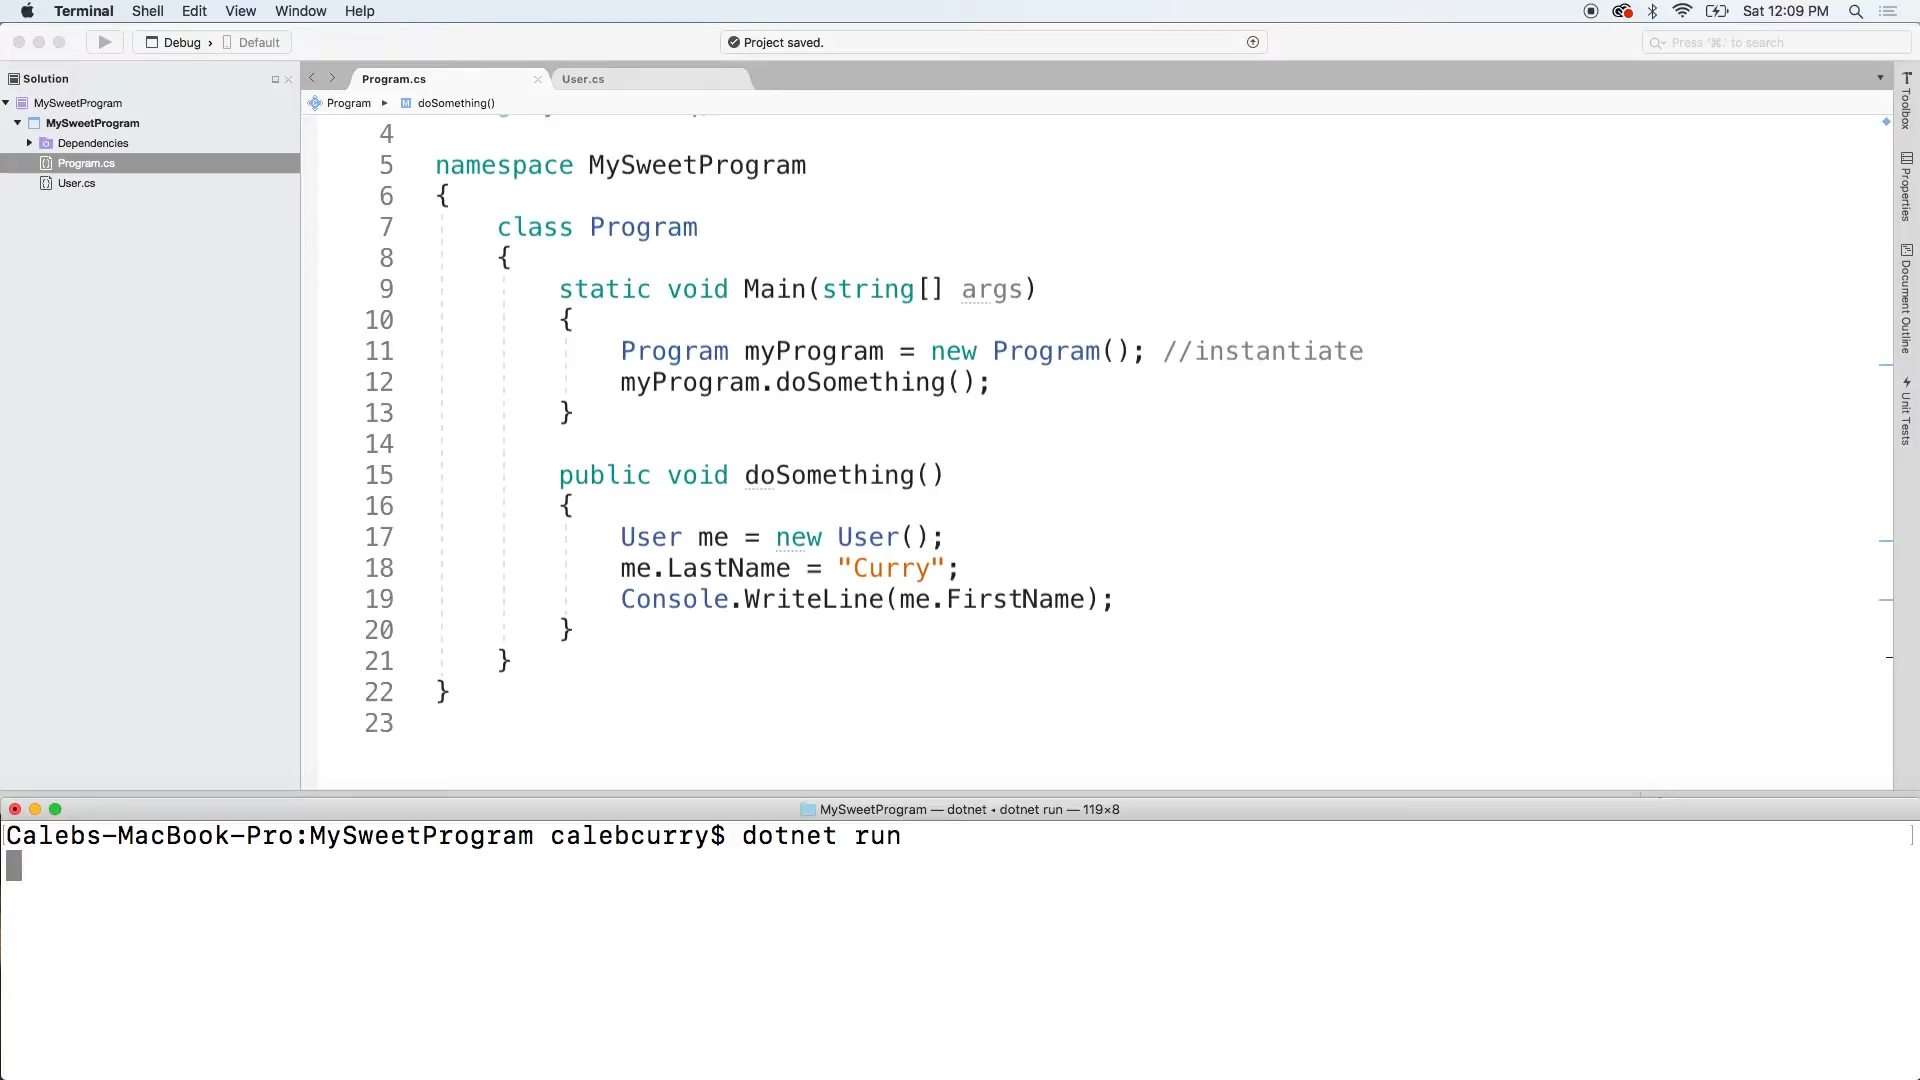 Terminal Shell Edit View Window Help Sat 12:09 PM
Debug › Default Project saved. Press '⌘.' to search
Solution
Program.cs User.cs
MySweetProgram
Program ▸ doSomething()
MySweetProgram
Dependencies
Program.cs
User.cs
4
5 namespace MySweetProgram
6 {
7 class Program
8 {
9 static void Main(string[] args)
10 {
11 Program myProgram = new Program(); //instantiate
12 myProgram.doSomething();
13 }
14
15 public void doSomething()
16 {
17 User me = new User();
18 me.LastName = "Curry";
19 Console.WriteLine(me.FirstName);
20 }
21 }
22 }
23
Toolbox
Properties
Document Outline
Unit Tests
MySweetProgram — dotnet • dotnet run — 119×8
Calebs-MacBook-Pro:MySweetProgram calebcurry$ dotnet run